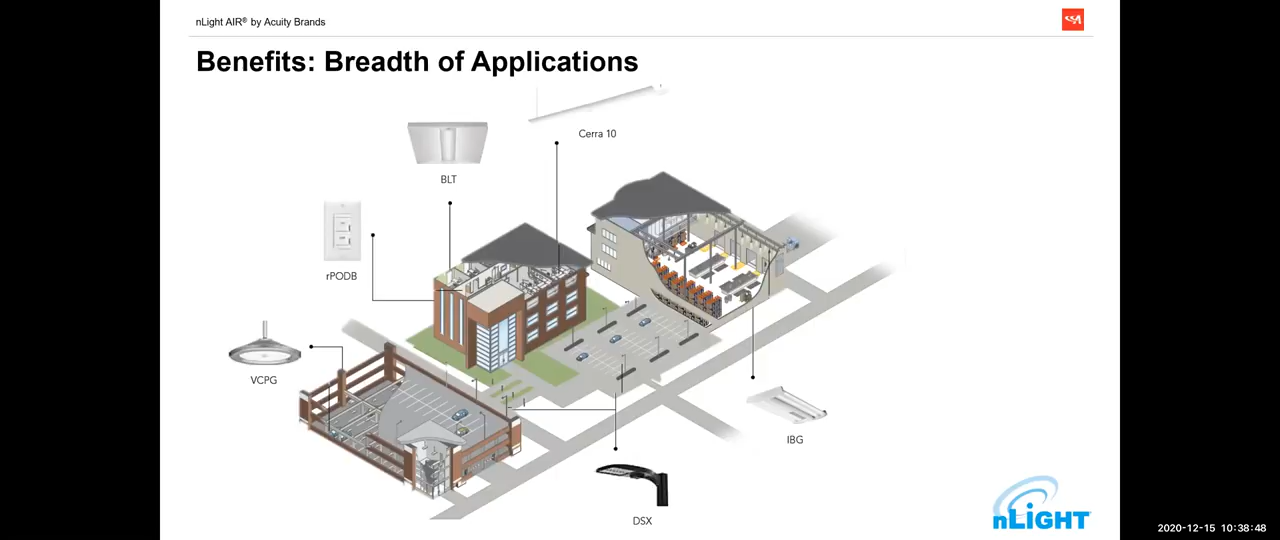 nLight AIR® by Acuity Brands
Benefits: Breadth of Applications
Cerra 10
BLT
rPODB
VCPG
IBG
DSX
nLIGHT
2020-12-15 10:38:48